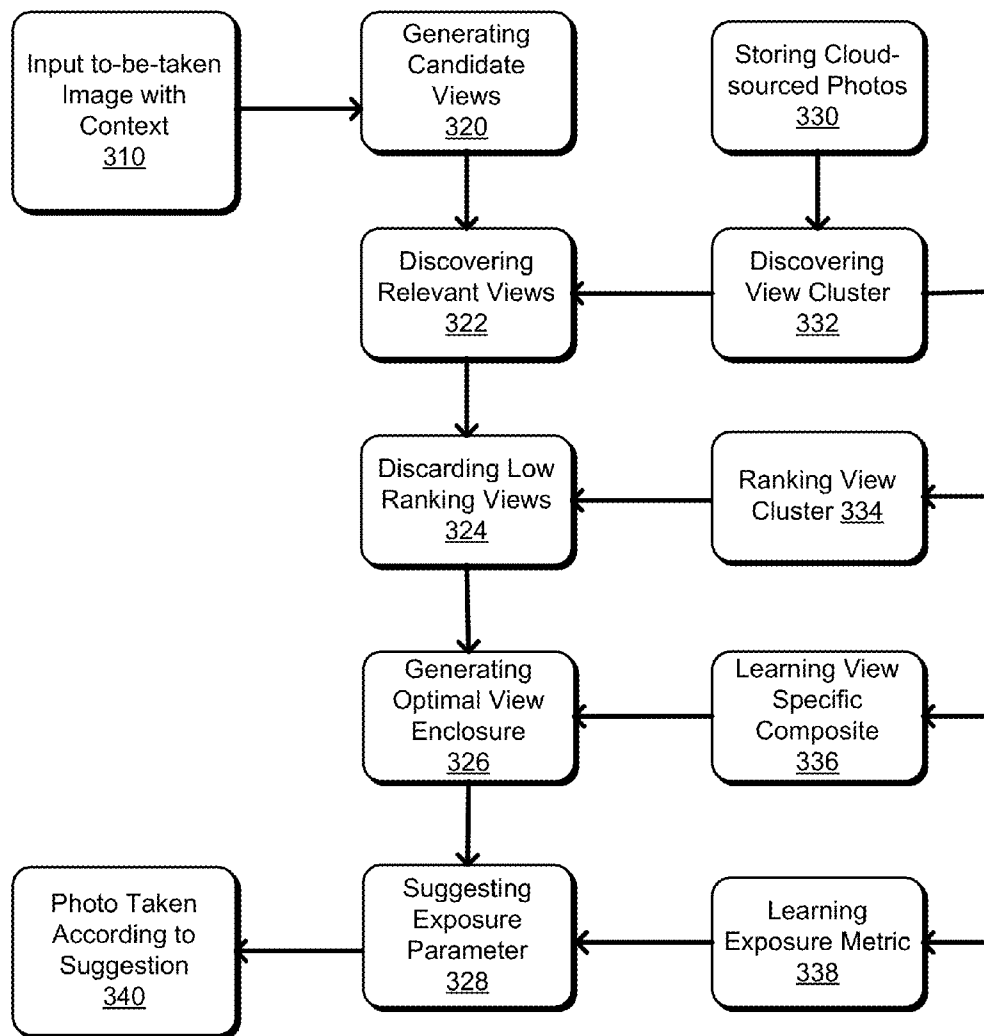 Input to-be-taken
Image with
Context
310
Generating
Candidate
Views
320
Storing Cloud-
sourced Photos
330
Discovering
Relevant Views
322
Discovering
View Cluster
332
Discarding Low
Ranking Views
324
Ranking View
Cluster 334
Generating
Optimal View
Enclosure
326
Learning View
Specific
Composite
336
Photo Taken
According to
Suggestion
340
Suggesting
Exposure
Parameter
328
Learning
Exposure Metric
338